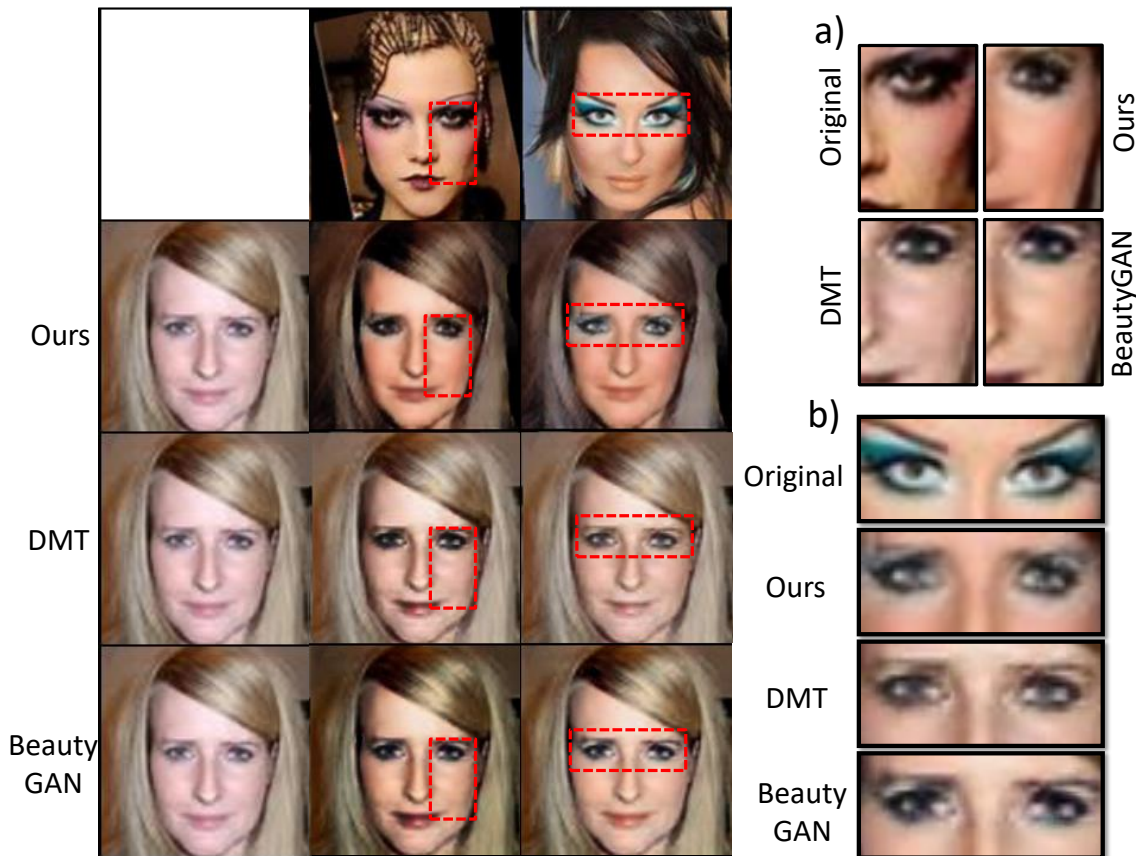 Ours
DMT
Beauty
GAN
a)
Original
Ours
DMT
BeautyGAN
b)
Original
Ours
DMT
Beauty
GAN